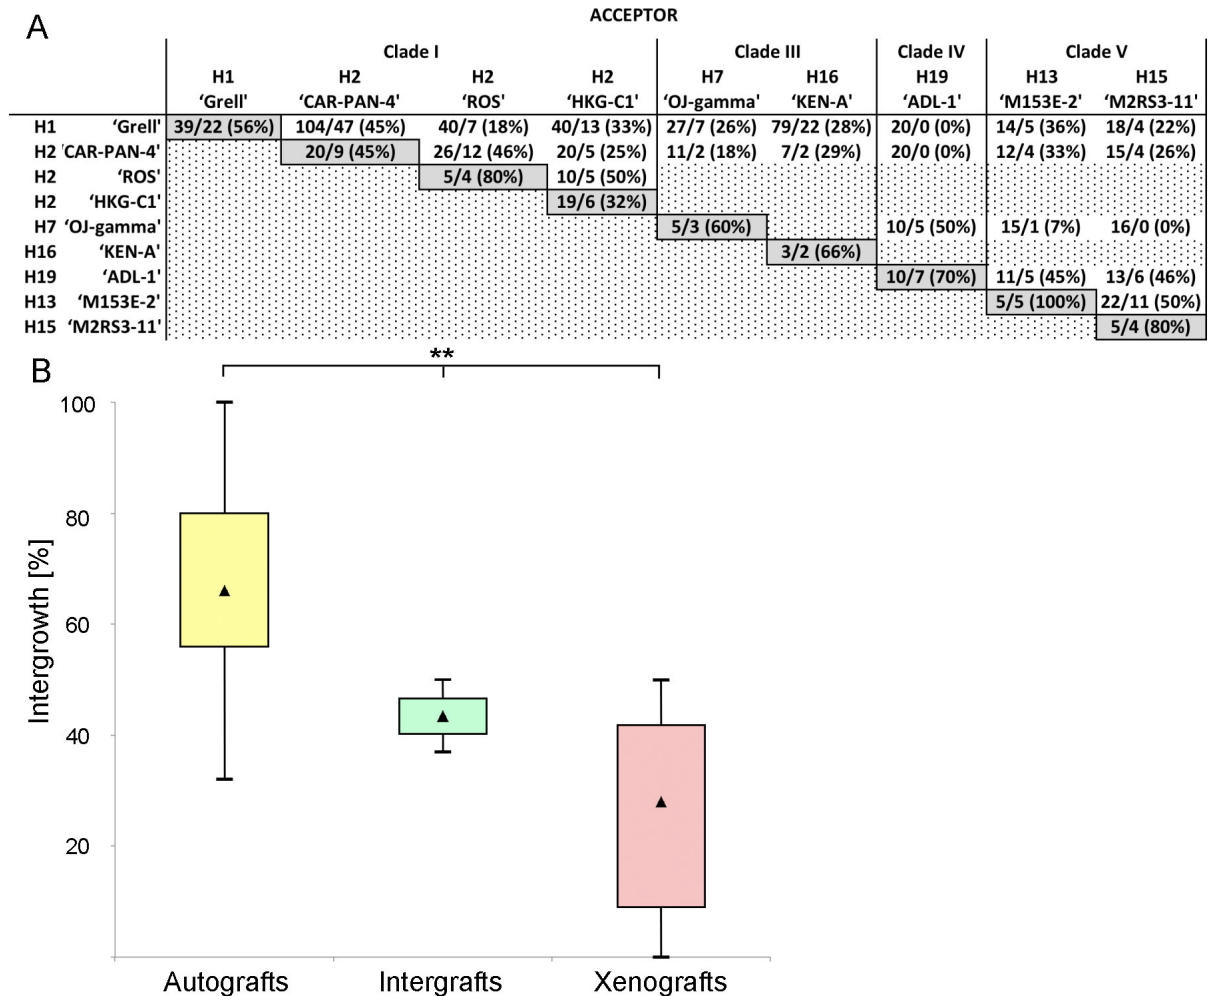 A
ACCEPTOR
Clade I Clade III Clade IV Clade V
H1 H2 H2 H2 H7 H16 H19 H13 H15
‘Grell' ‘CAR-PAN-4' ‘ROS' ‘HKG-C1' ‘OJ-gamma' ‘KEN-A' ‘ADL-1' ‘M153E-2' ‘M2RS3-11'
H1 ‘Grell' 39/22 (56%) 104/47 (45%) 40/7 (18%) 40/13 (33%) 27/7 (26%) 79/22 (28%) 20/0 (0%) 14/5 (36%) 18/4 (22%)
H2 'CAR-PAN-4' 20/9 (45%) 26/12 (46%) 20/5 (25%) 11/2 (18%) 7/2 (29%) 20/0 (0%) 12/4 (33%) 15/4 (26%)
H2 ‘ROS' 5/4 (80%) 10/5 (50%)
H2 ‘HKG-C1' 19/6 (32%)
H7 ‘OJ-gamma' 5/3 (60%) 10/5 (50%) 15/1 (7%) 16/0 (0%)
H16 ‘KEN-A' 3/2 (66%)
H19 ‘ADL-1' 10/7 (70%) 11/5 (45%) 13/6 (46%)
H13 ‘M153E-2' 5/5 (100%) 22/11 (50%)
H15 ‘M2RS3-11' 5/4 (80%)
B
**
100
80
60
40
20
Intergrowth [%]
Autografts Intergrafts Xenografts